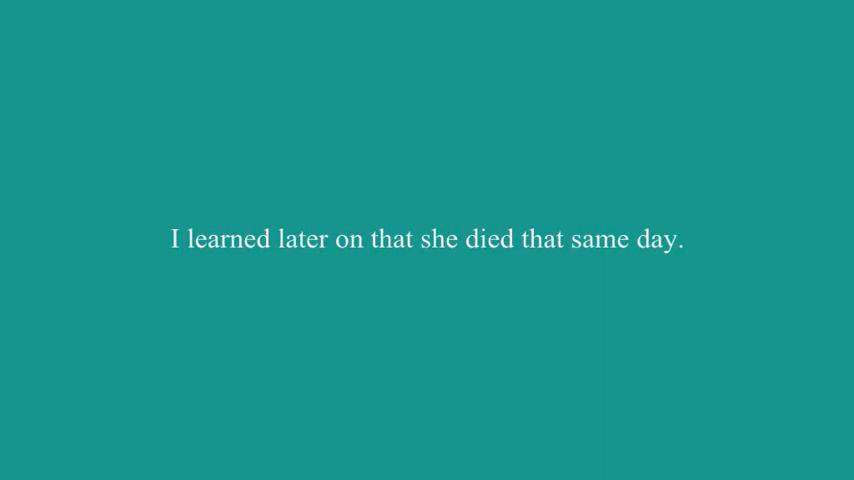 I learned later on that she died that same day.